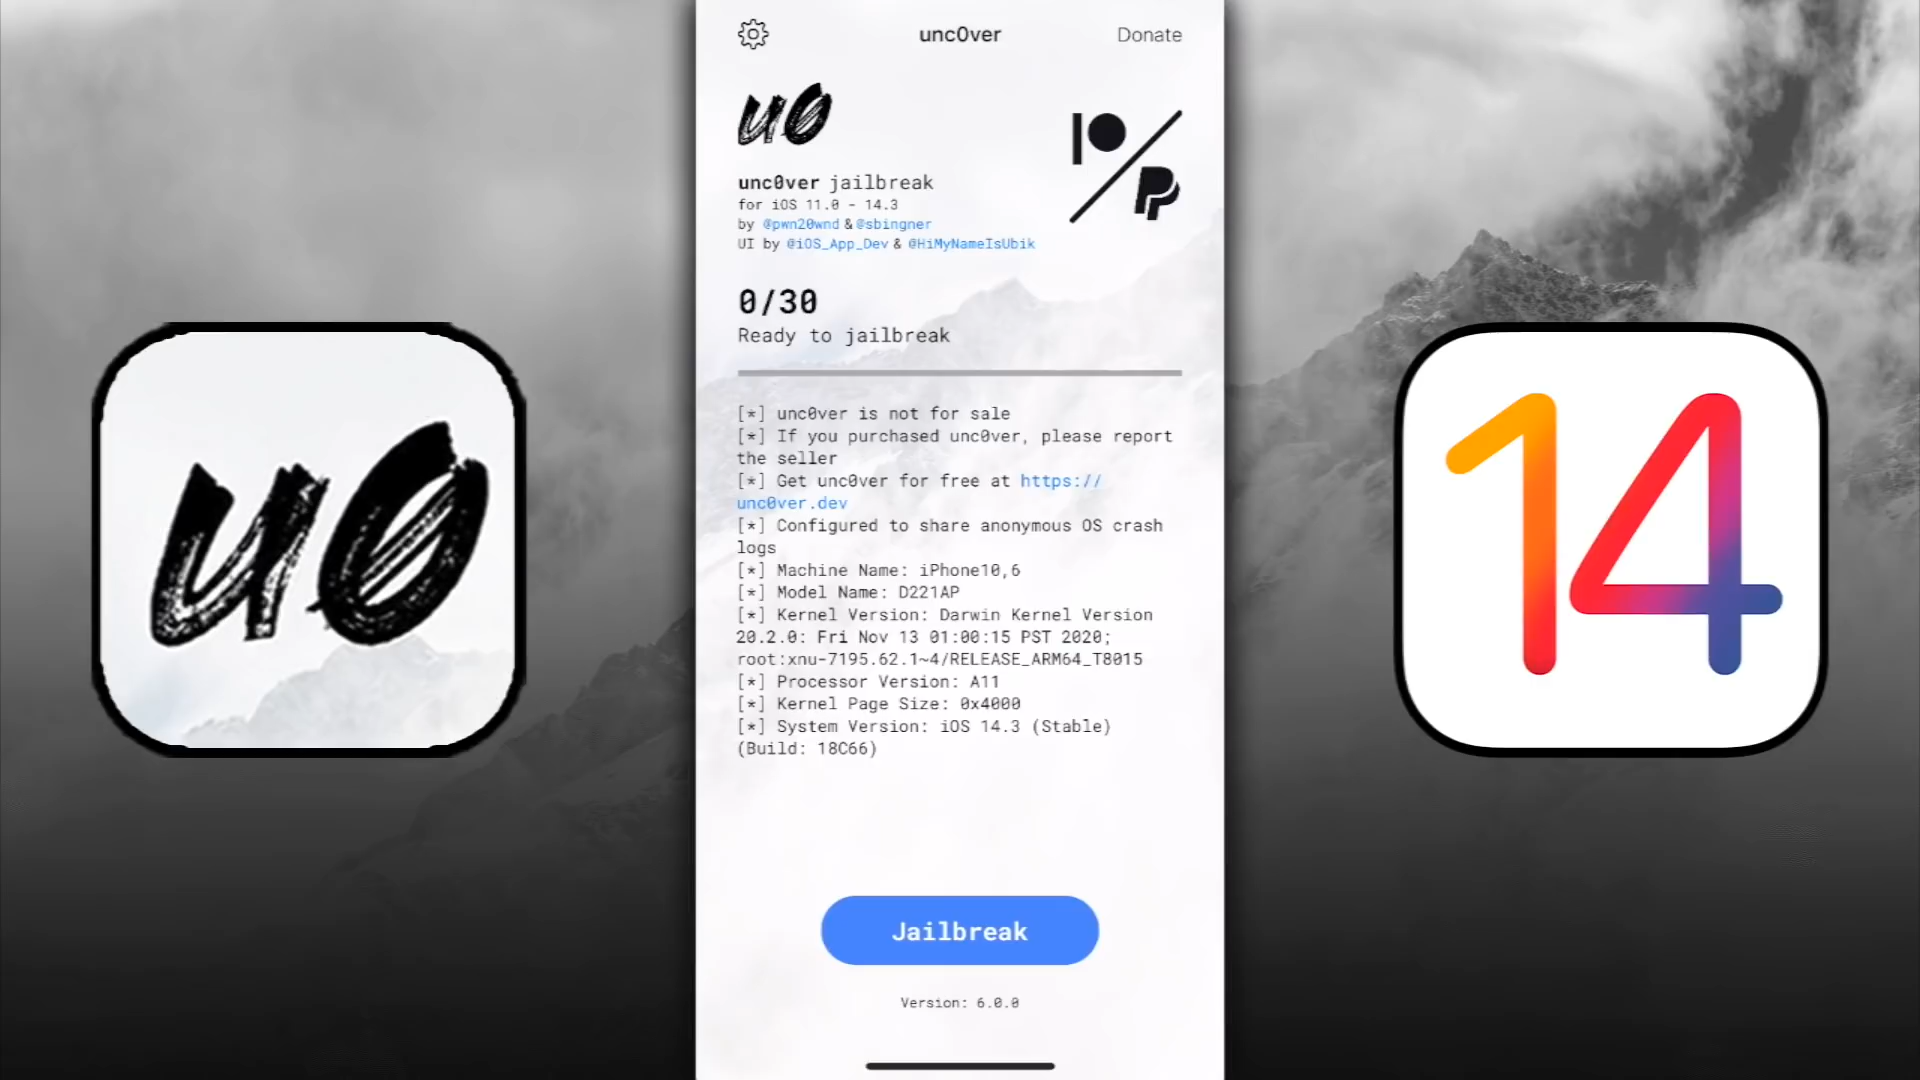 unc0ver
Donate
u0
unc0ver jailbreak
for iOS 11.0 - 14.3
by @pwn20wnd & @sbingner
UI by @iOS_App_Dev & @HiMyNameIsUbik
0/30
Ready to jailbreak
[*] unc0ver is not for sale
[*] If you purchased unc0ver, please report
the seller
[*] Get unc0ver for free at https://
unc0ver.dev
[*] Configured to share anonymous OS crash
logs
[*] Machine Name: iPhone10,6
[*] Model Name: D221AP
[*] Kernel Version: Darwin Kernel Version
20.2.0: Fri Nov 13 01:00:15 PST 2020;
root:xnu-7195.62.1~4/RELEASE_ARM64_T8015
[*] Processor Version: A11
[*] Kernel Page Size: 0x4000
[*] System Version: iOS 14.3 (Stable)
(Build: 18C66)
Jailbreak
Version: 6.0.0
u0
14